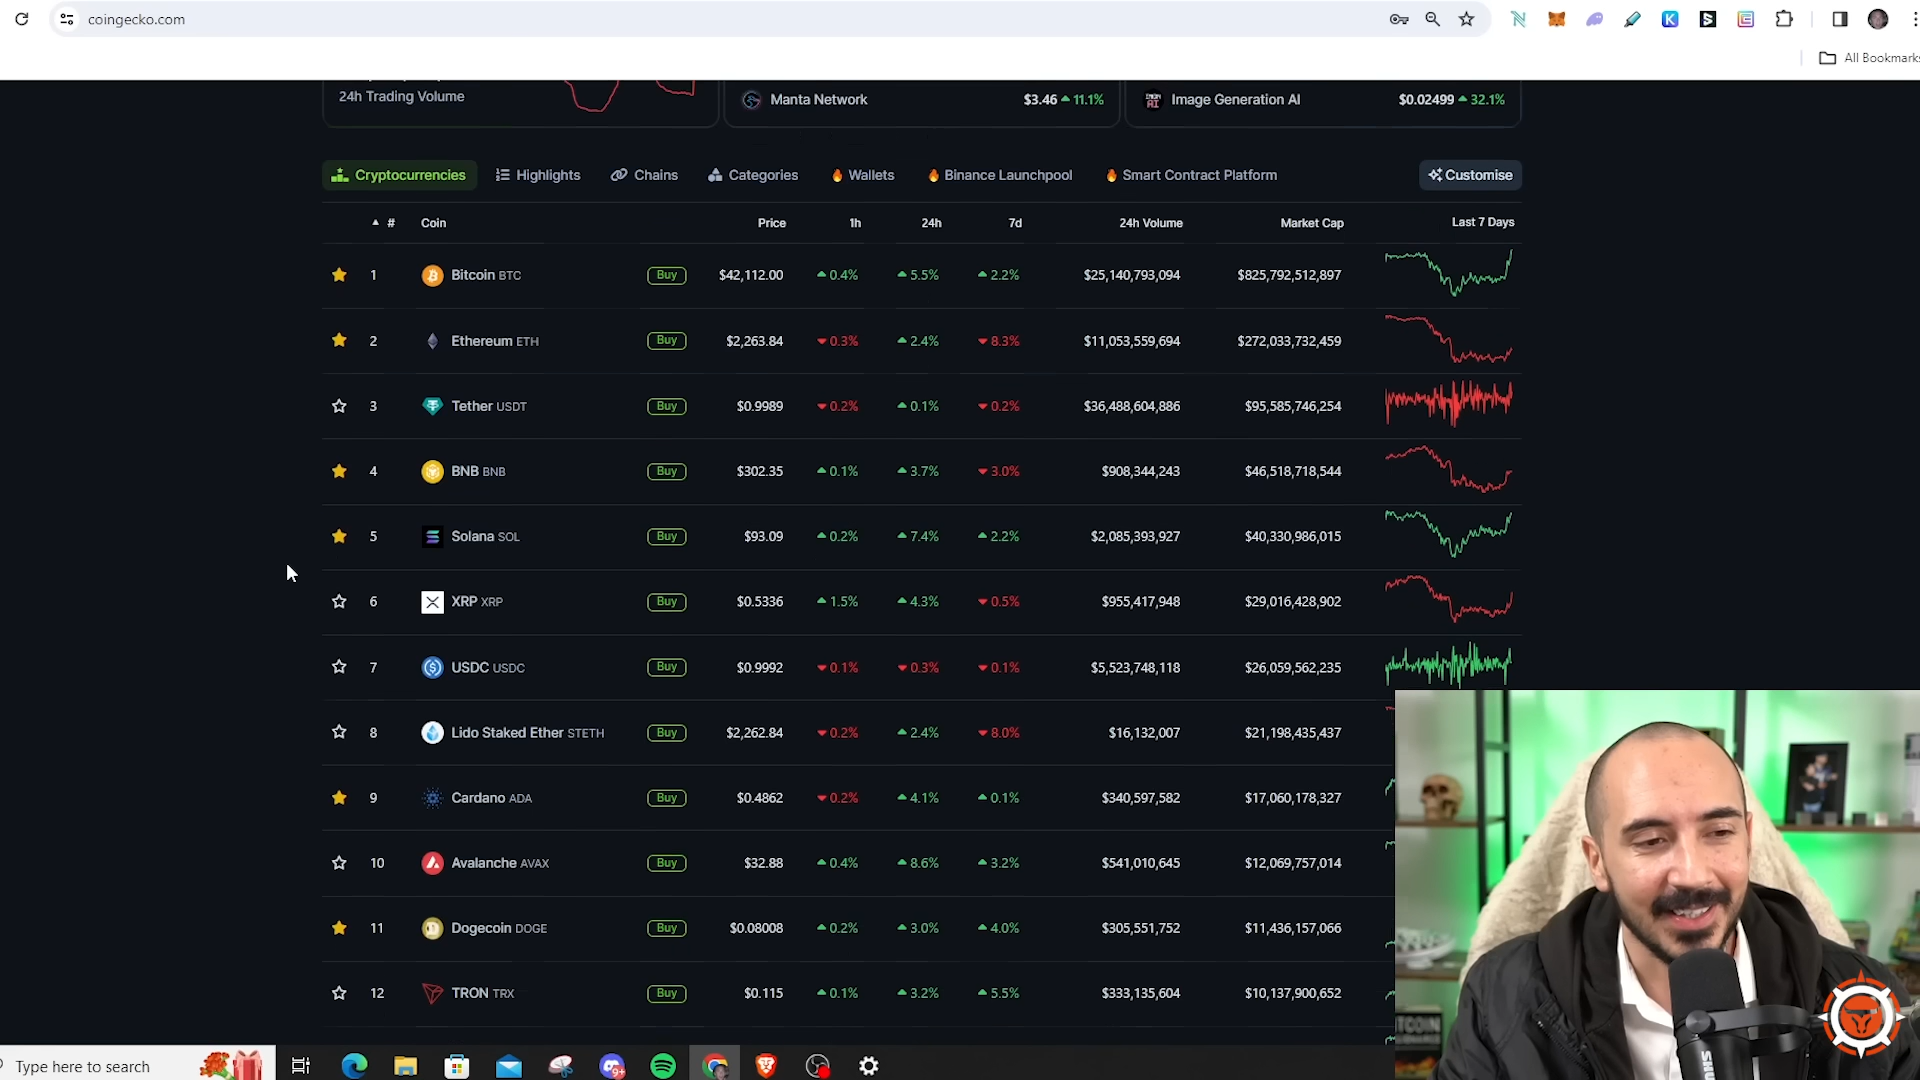 coingecko.com
All Bookmarks
24h Trading Volume
Manta Network $3.46 11.1%
Image Generation AI $0.02499 32.1%
Cryptocurrencies Highlights Chains Categories Wallets Binance Launchpool Smart Contract Platform Customise
# Coin Price 1h 24h 7d 24h Volume Market Cap Last 7 Days
1 Bitcoin BTC Buy $42,112.00 0.4% 5.5% 2.2% $25,140,793,094 $825,792,512,897
2 Ethereum ETH Buy $2,263.84 0.3% 2.4% 8.3% $11,053,559,694 $272,033,732,459
3 Tether USDT Buy $0.9989 0.2% 0.1% 0.2% $36,488,604,886 $95,585,746,254
4 BNB BNB Buy $302.35 0.1% 3.7% 3.0% $908,344,243 $46,518,718,544
5 Solana SOL Buy $93.09 0.2% 7.4% 2.2% $2,085,393,927 $40,330,986,015
6 XRP XRP Buy $0.5336 1.5% 4.3% 0.5% $955,417,948 $29,016,428,902
7 USDC USDC Buy $0.9992 0.1% 0.3% 0.1% $5,523,748,118 $26,059,562,235
8 Lido Staked Ether STETH Buy $2,262.84 0.2% 2.4% 8.0% $16,132,007 $21,198,435,437
9 Cardano ADA Buy $0.4862 0.2% 4.1% 0.1% $340,597,582 $17,060,178,327
10 Avalanche AVAX Buy $32.88 0.4% 8.6% 3.2% $541,010,645 $12,069,757,014
11 Dogecoin DOGE Buy $0.08008 0.2% 3.0% 4.0% $305,551,752 $11,436,157,066
12 TRON TRX Buy $0.115 0.1% 3.2% 5.5% $333,135,604 $10,137,900,652
Type here to search
9+